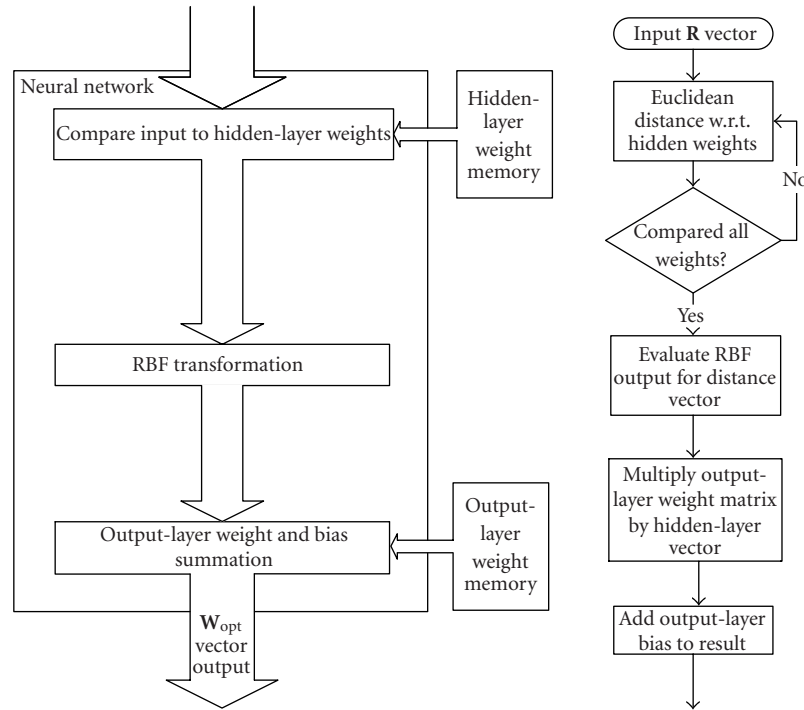 Neural network
Compare input to hidden-layer weights
Hidden-
layer
weight
memory
RBF transformation
Output-layer weight and bias
summation
Output-
layer
weight
memory
W_opt
vector
output
Input R vector
Euclidean
distance w.r.t.
hidden weights
No
Compared all
weights?
Yes
Evaluate RBF
output for distance
vector
Multiply output-
layer weight matrix
by hidden-layer
vector
Add output-layer
bias to result